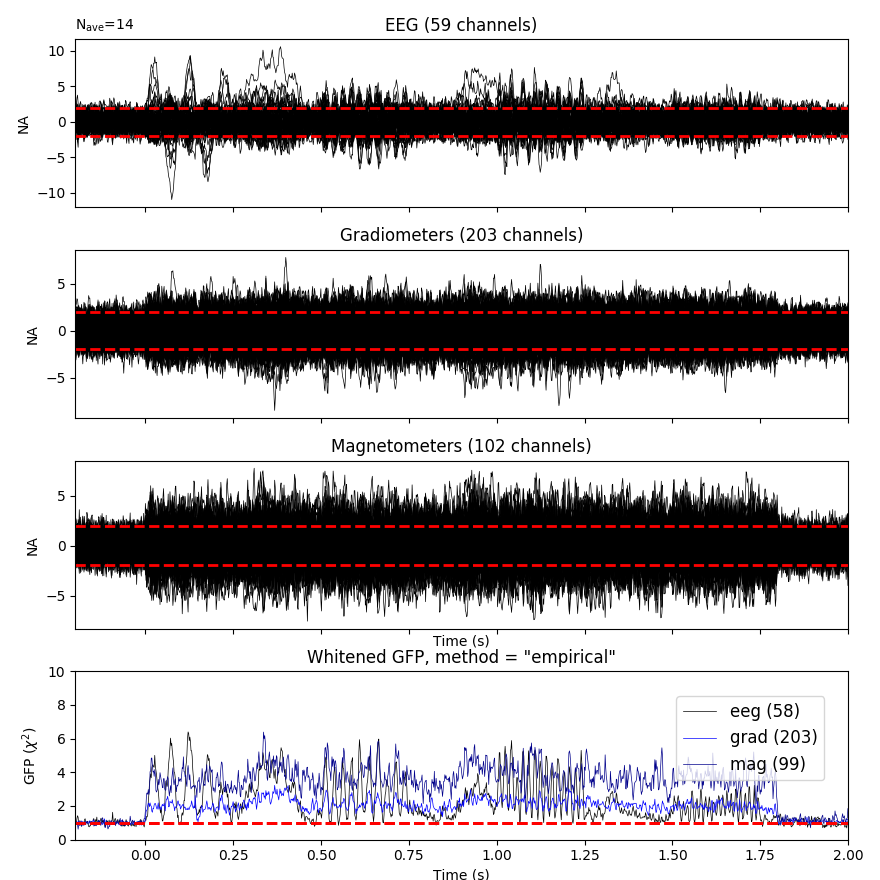 Nave=14
EEG (59 channels)
10
5
0
−5
−10
NA
Gradiometers (203 channels)
5
0
−5
NA
Magnetometers (102 channels)
5
0
−5
NA
Time (s)
Whitened GFP, method = "empirical"
10
8
6
4
2
0
GFP (χ²)
eeg (58)
grad (203)
mag (99)
0.00 0.25 0.50 0.75 1.00 1.25 1.50 1.75 2.00
Time (s)